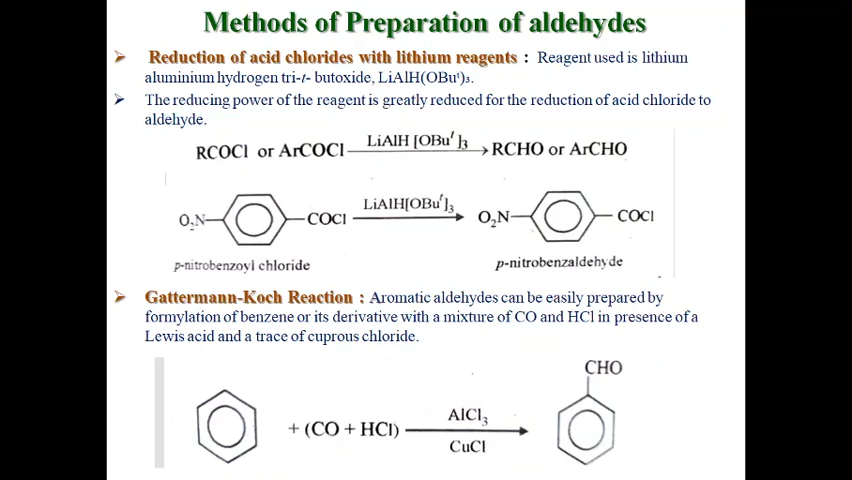 Methods of Preparation of aldehydes
➢ Reduction of acid chlorides with lithium reagents : Reagent used is lithium
aluminium hydrogen tri-t- butoxide, LiAlH(OBuᵗ)₃.
➢ The reducing power of the reagent is greatly reduced for the reduction of acid chloride to
aldehyde.
LiAlH [OBuᵗ]₃
RCOCl or ArCOCl → RCHO or ArCHO
LiAlH[OBuᵗ]₃
O₂N COCl → O₂N COCl
p-nitrobenzoyl chloride p-nitrobenzaldehyde
➢ Gattermann-Koch Reaction : Aromatic aldehydes can be easily prepared by
formylation of benzene or its derivative with a mixture of CO and HCl in presence of a
Lewis acid and a trace of cuprous chloride.
CHO
AlCl₃
+ (CO + HCl) →
CuCl